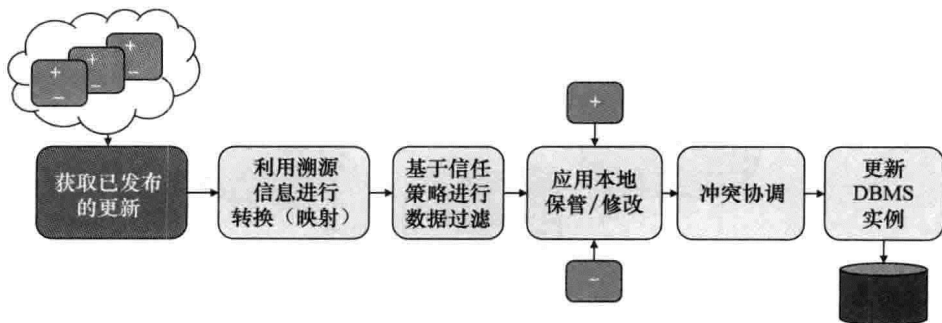 +
−
+
−
+
−
获取已发布
的更新
利用溯源
信息进行
转换（映射）
基于信任
策略进行
数据过滤
+
应用本地
保管/修改
−
冲突协调
更新
DBMS
实例